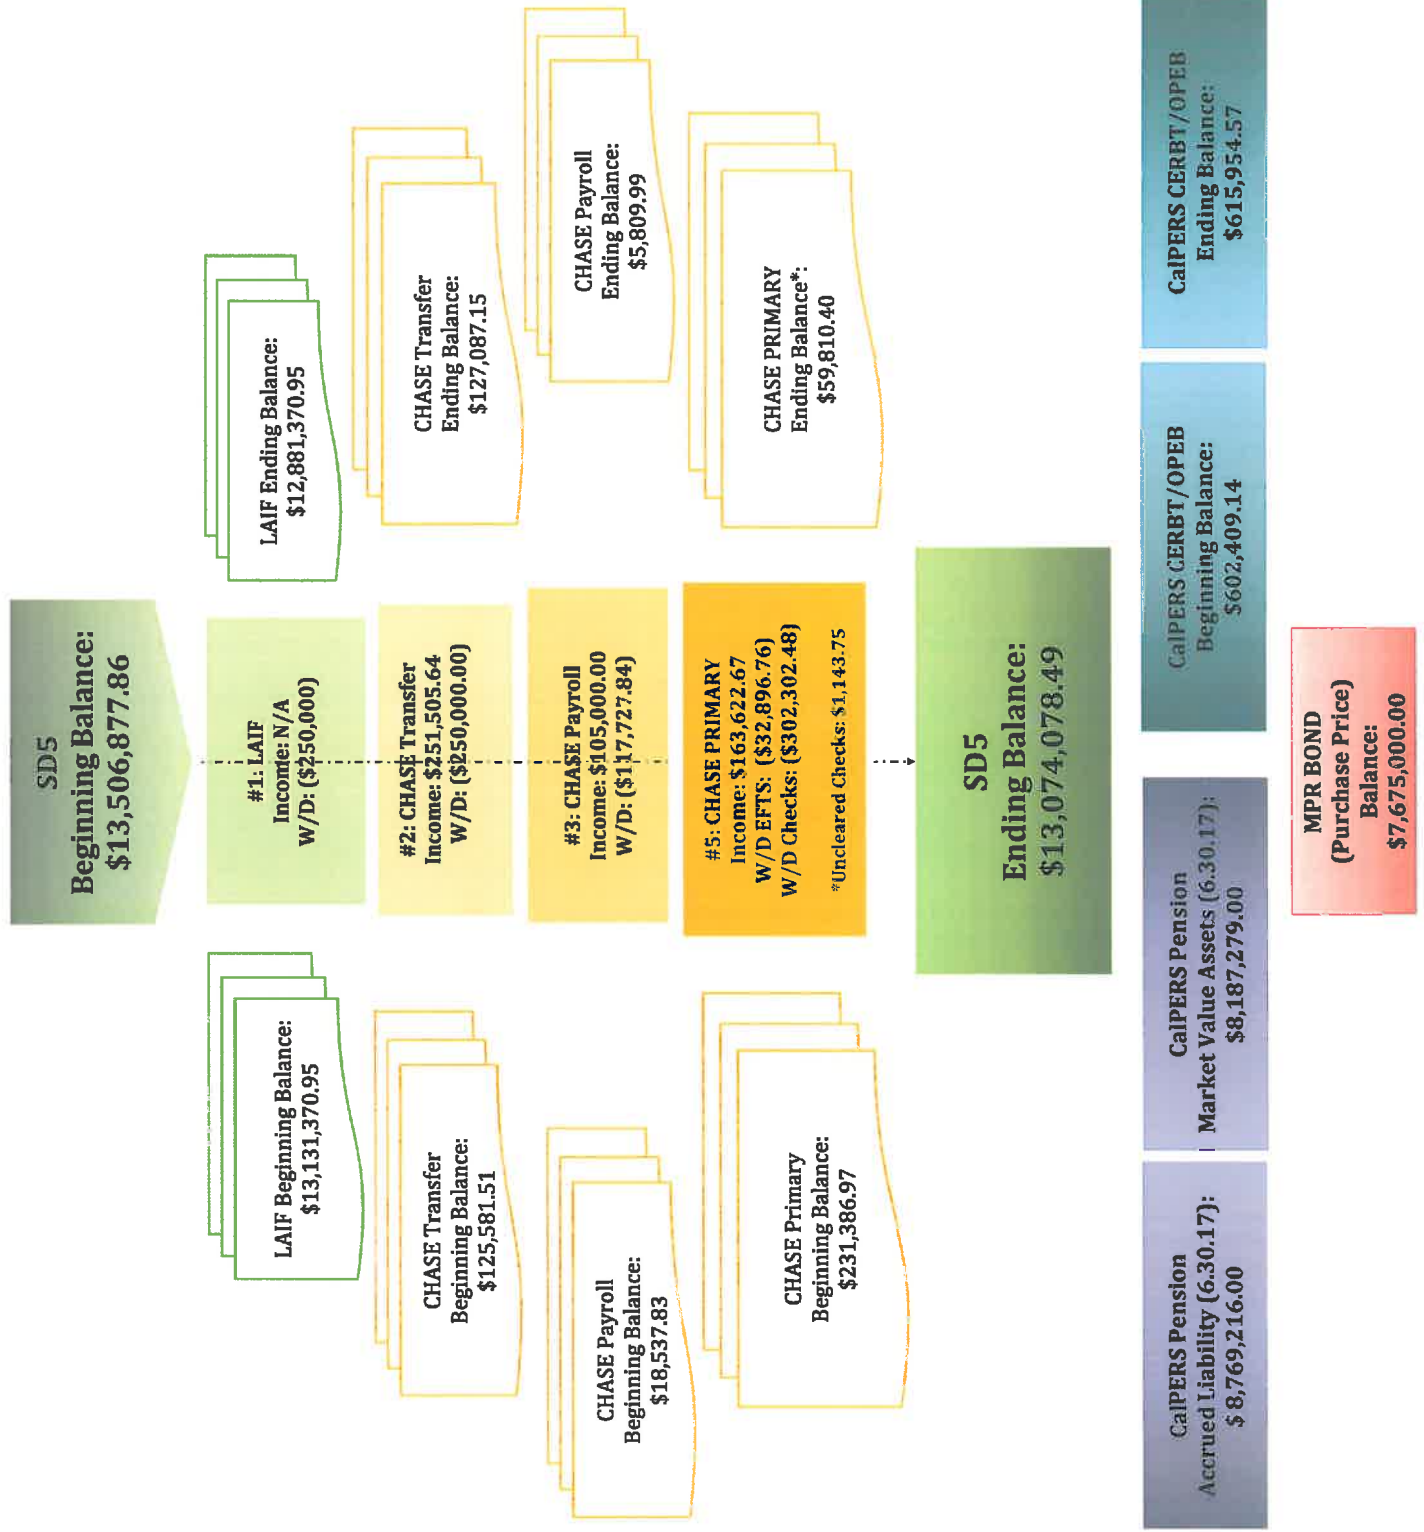 SD5
Beginning Balance:
$13,506,877.86
LAIF Beginning Balance:
$13,131,370.95
#1: LAIF
Income: N/A
W/D: ($250,000)
LAIF Ending Balance:
$12,881,370.95
CHASE Transfer
Beginning Balance:
$125,581.51
#2: CHASE Transfer
Income: $251,505.64
W/D: ($250,000.00)
CHASE Transfer
Ending Balance:
$127,087.15
CHASE Payroll
Beginning Balance:
$18,537.83
#3: CHASE Payroll
Income: $105,000.00
W/D: ($117,727.84)
CHASE Payroll
Ending Balance:
$5,809.99
CHASE Primary
Beginning Balance:
$231,386.97
#5: CHASE PRIMARY
Income: $163,622.67
W/D EFTS: ($32,896.76)
W/D Checks: ($302,302.48)
*Uncleared Checks: $1,143.75
CHASE PRIMARY
Ending Balance*:
$59,810.40
SD5
Ending Balance:
$13,074,078.49
CalPERS Pension
Accrued Liability (6.30.17):
$ 8,769,216.00
CalPERS Pension
Market Value Assets (6.30.17):
$8,187,279.00
CalPERS CERBT/OPEB
Beginning Balance:
$602,409.14
CalPERS CERBT/OPEB
Ending Balance:
$615,954.57
MPR BOND
(Purchase Price)
Balance:
$7,675,000.00